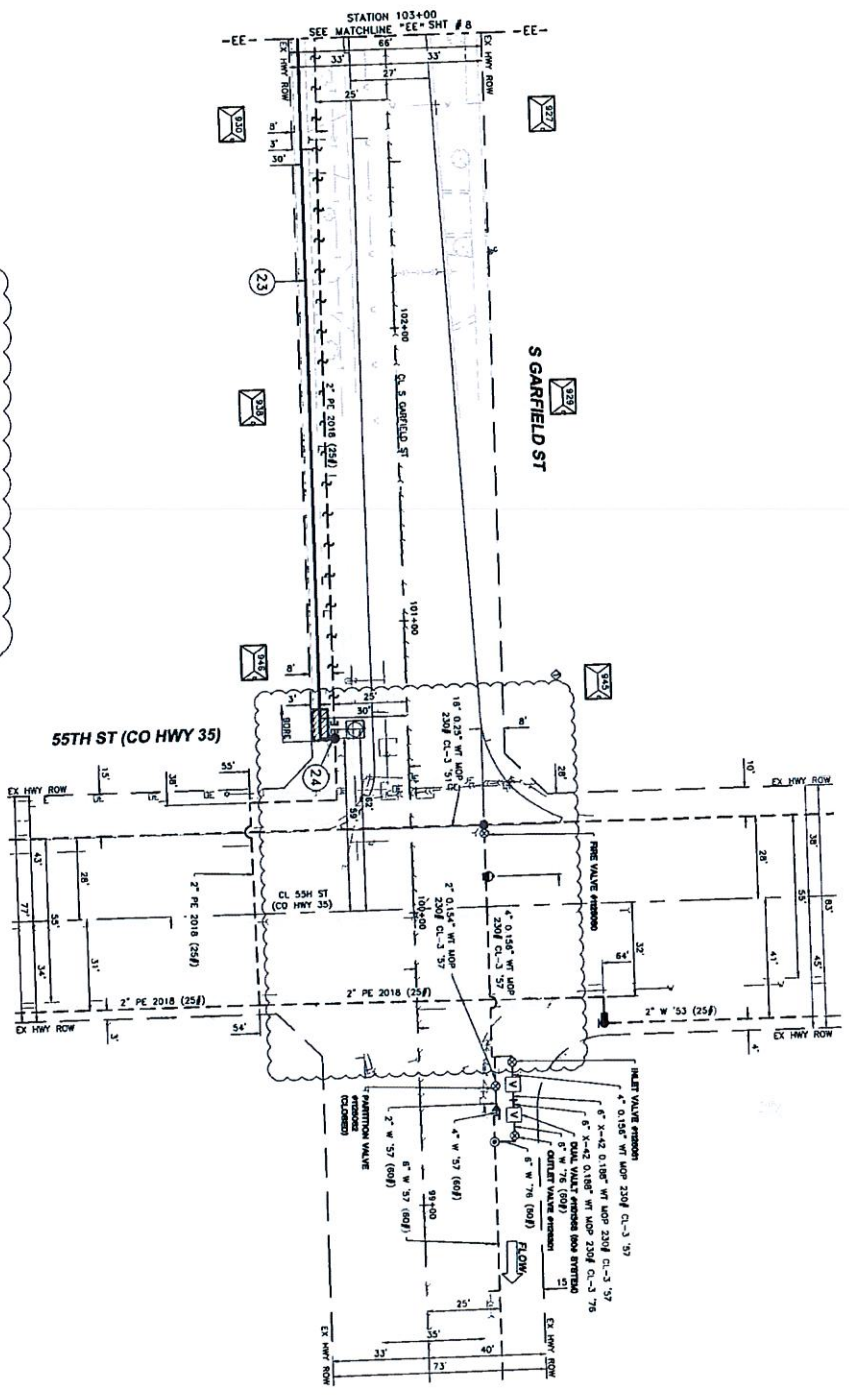 STATION 103+00
SEE MATCHLINE "EE" SHT #8
-EE-
-EE-
EX HWY ROW
EX HWY ROW
66'
33'
33'
27'
25'
930
927
8'
3'
30'
23
102+00
CL S GARFIELD ST
S GARFIELD ST
929
938
2" PE 2018 (25#)
101+00
946
945
8'
3'
25'
30'
BORE
24
16" 0.25" WT MOP
230# CL-3 '51
8'
28'
10'
55TH ST (CO HWY 35)
55'
38'
15'
62'
59'
EX HWY ROW
EX HWY ROW
FIRE VALVE #1126080
43'
28'
77'
55'
34'
31'
2" PE 2018 (25#)
CL 55H ST
(CO HWY 35)
100+00
2" 0.154" WT MOP
230# CL-3 '57
4" 0.156" WT MOP
230# CL-3 '57
32'
64'
28'
38'
55'
83'
41'
45'
2" PE 2018 (25#)
2" PE 2018 (25#)
2" W '53 (25#)
EX HWY ROW
3'
54'
EX HWY ROW
4'
INLET VALVE #1126081
4" 0.156" WT MOP 230# CL-3 '57
6" X-42 0.188" WT MOP 230# CL-3 '57
6" X-42 0.188" WT MOP 230# CL-3 '76
V
V
DUAL VAULT (60# SYSTEM)
6" W '76 (60#)
OUTLET VALVE
6" W '76 (60#)
PARTITION VALVE
#1126082
(CLOSED)
2" W '57 (60#)
4" W '57 (60#)
6" W '57 (60#)
99+00
FLOW
15
25'
35'
33'
40'
73'
EX HWY ROW
EX HWY ROW